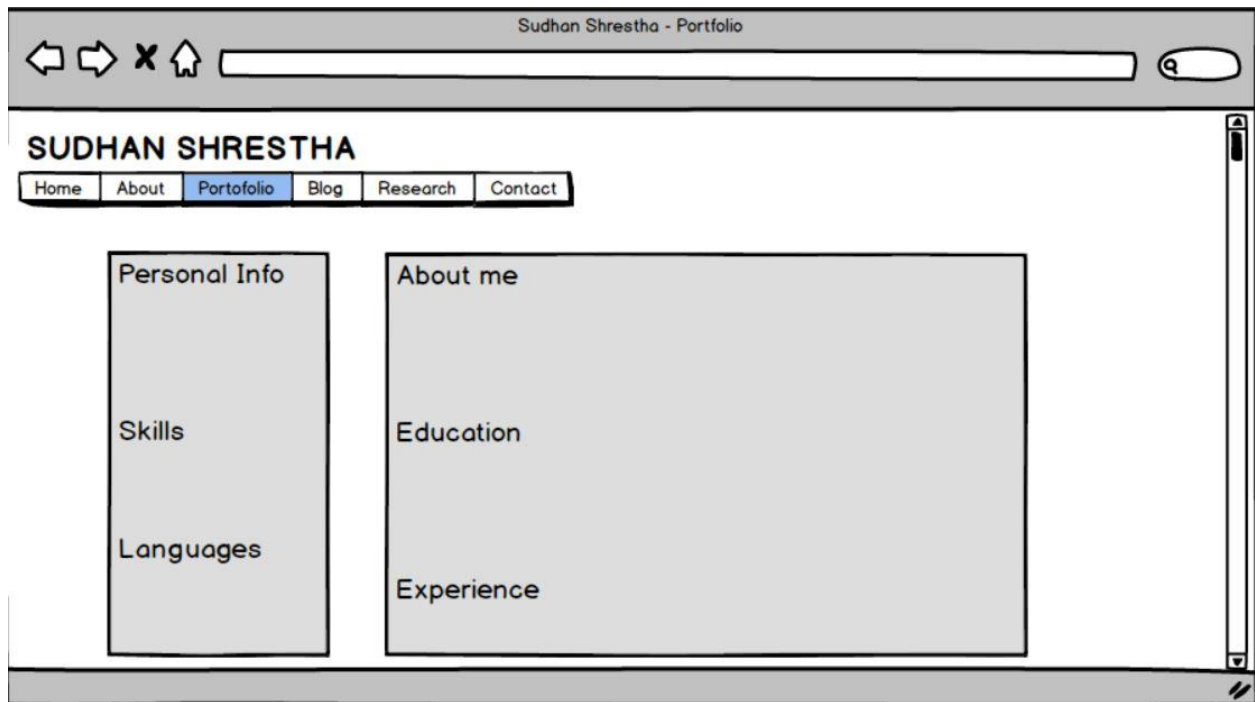 Sudhan Shrestha - Portfolio
SUDHAN SHRESTHA
Home About Portofolio Blog Research Contact
Personal Info
Skills
Languages
About me
Education
Experience